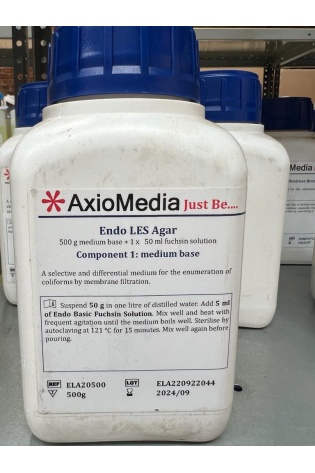 AxioMedia Just Be....
Endo LES Agar
500 g medium base + 1 x 50 ml fuchsin solution
Component 1: medium base
A selective and differential medium for the enumeration of
coliforms by membrane filtration.
Suspend 50 g in one litre of distilled water. Add 5 ml
of Endo Basic Fuchsin Solution. Mix well and heat with
frequent agitation until the medium boils well. Sterilise by
autoclaving at 121 °C for 15 minutes. Mix well again before
pouring.
REF ELA20500 LOT ELA220922044
500g 2024/09